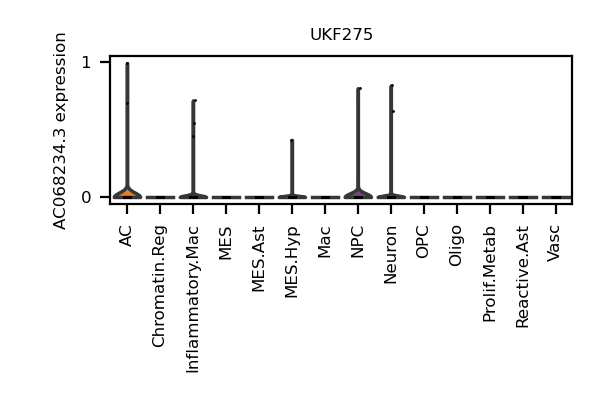 UKF275
AC068234.3 expression
1
0
AC
Chromatin.Reg
Inflammatory.Mac
MES
MES.Ast
MES.Hyp
Mac
NPC
Neuron
OPC
Oligo
Prolif.Metab
Reactive.Ast
Vasc